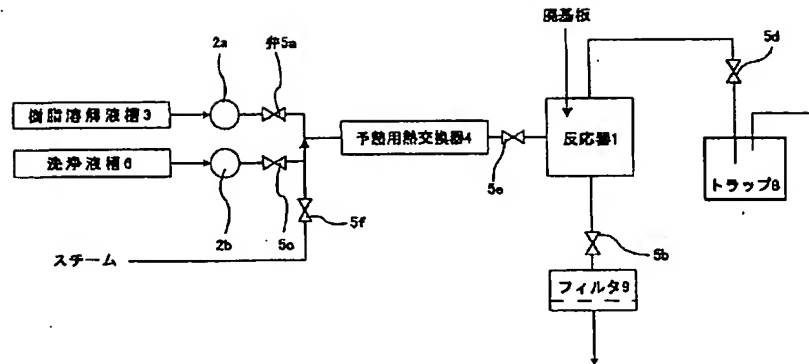 廃基板
2a
弁5a
5d
樹脂溶解液槽3
予熱用熱交換器4
反応器1
洗浄液槽6
5e
トラップ8
2b
5c
5f
5b
スチーム
フィルタ9